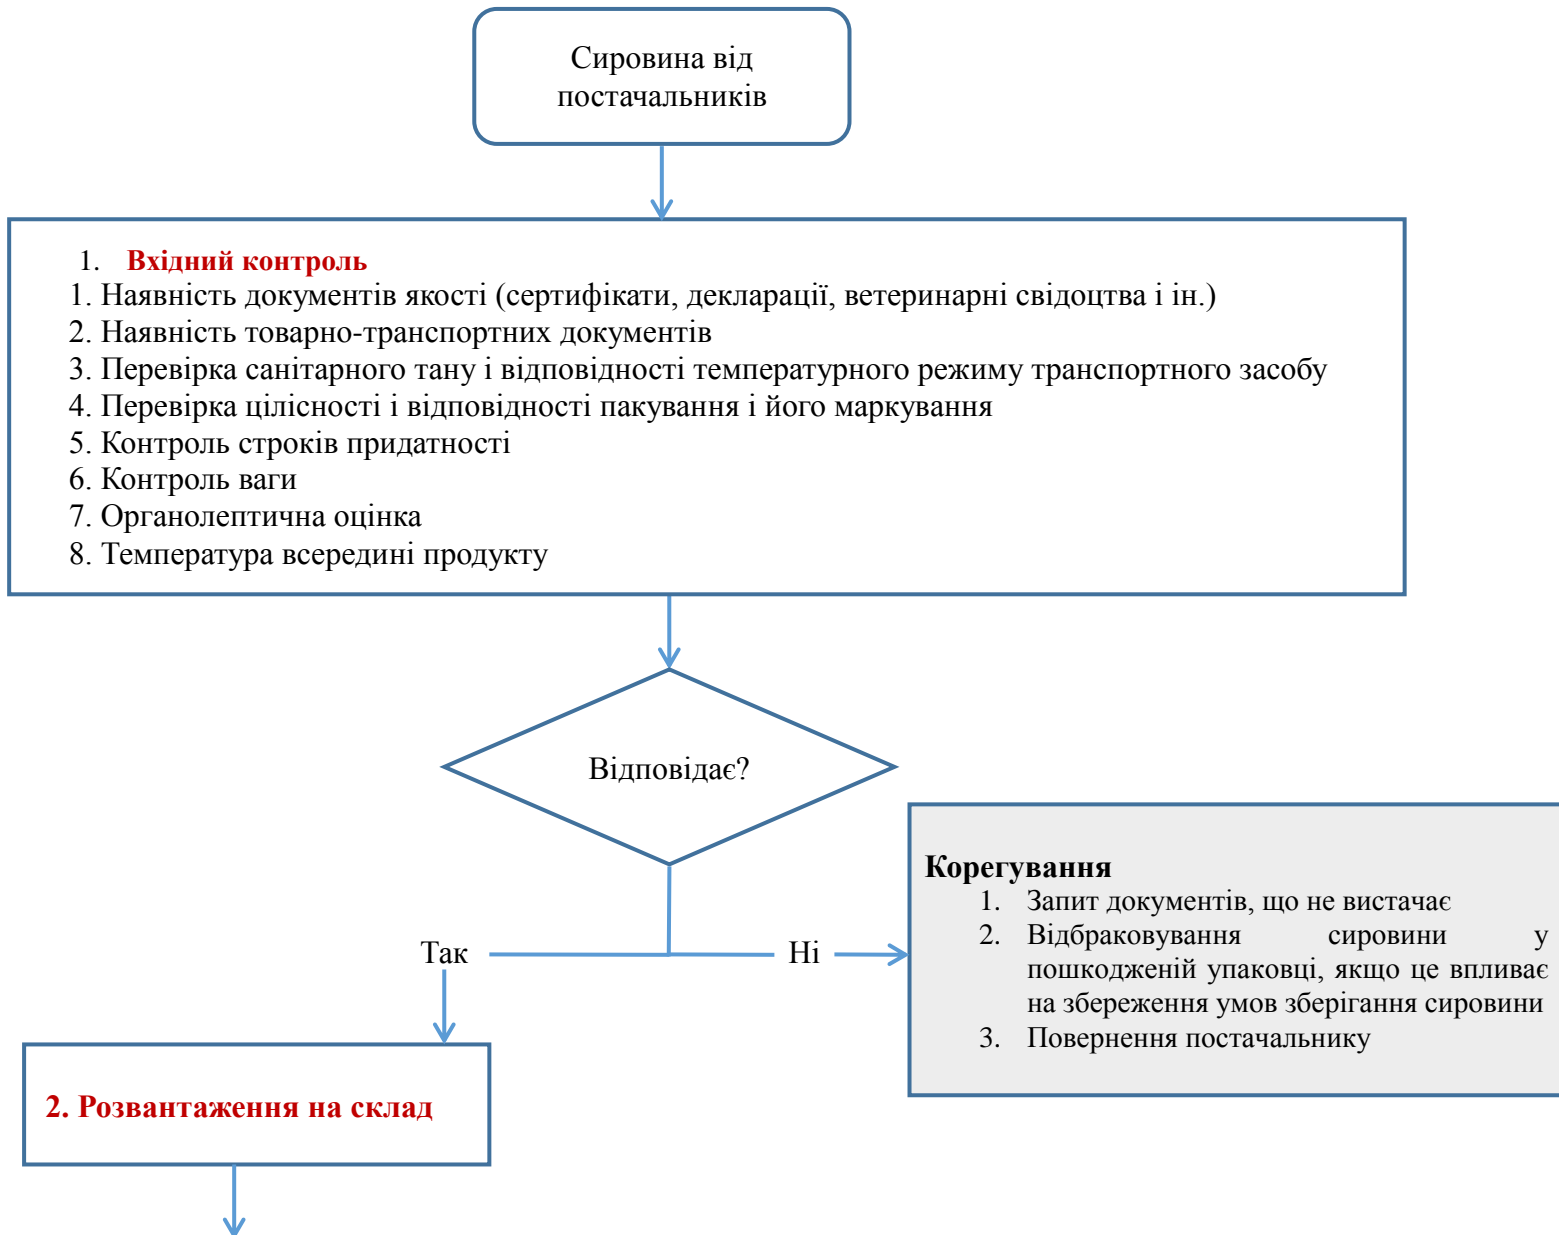 Сировина від
постачальників
1. Вхідний контроль
1. Наявність документів якості (сертифікати, декларації, ветеринарні свідоцтва і ін.)
2. Наявність товарно-транспортних документів
3. Перевірка санітарного тану і відповідності температурного режиму транспортного засобу
4. Перевірка цілісності і відповідності пакування і його маркування
5. Контроль строків придатності
6. Контроль ваги
7. Органолептична оцінка
8. Температура всередині продукту
Відповідає?
Так
Ні
Корегування
1. Запит документів, що не вистачає
2. Відбраковування сировини у
пошкодженій упаковці, якщо це впливає
на збереження умов зберігання сировини
3. Повернення постачальнику
2. Розвантаження на склад